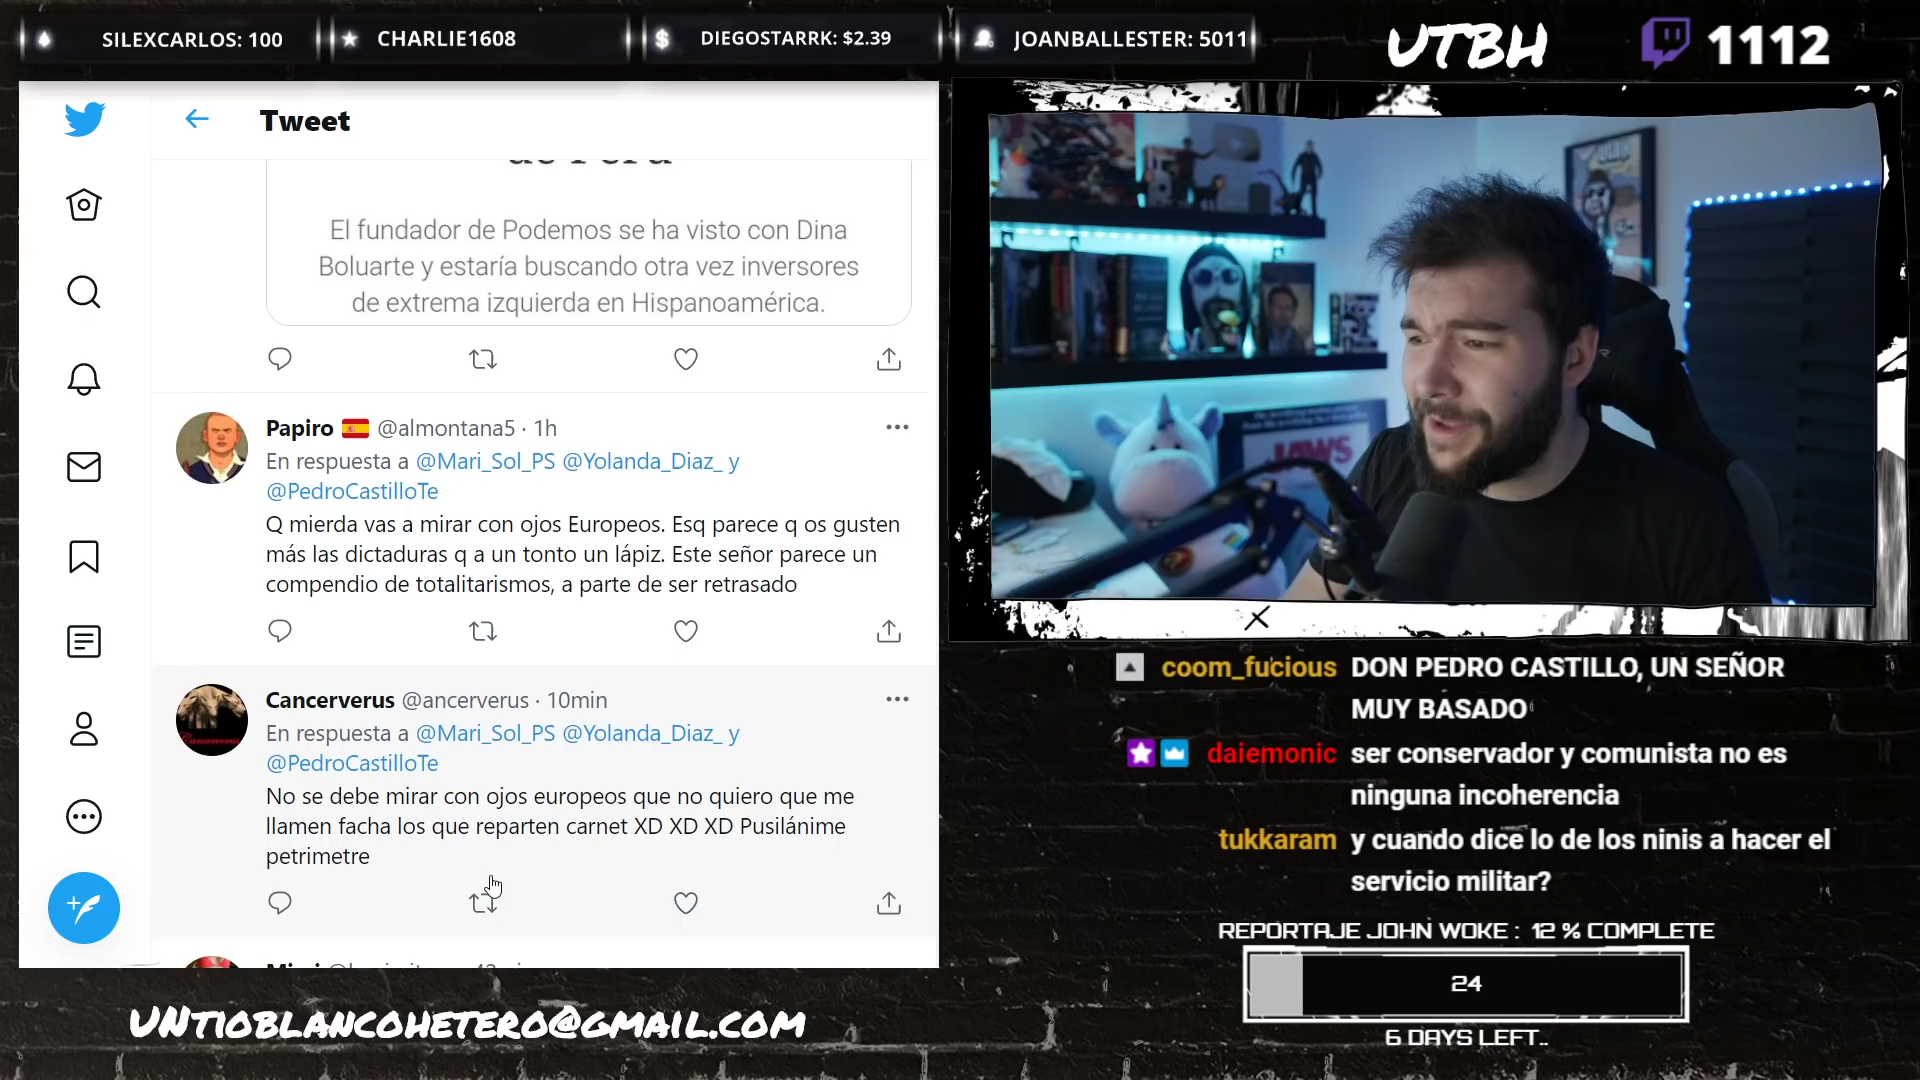 SILEXCARLOS: 100
CHARLIE1608
DIEGOSTARRK: $2.39
JOANBALLESTER: 5011
UTBH
1112
Tweet
El fundador de Podemos se ha visto con Dina
Boluarte y estaría buscando otra vez inversores
de extrema izquierda en Hispanoamérica.
Papiro @almontana5 · 1h
En respuesta a @Mari_Sol_PS @Yolanda_Diaz_ y
@PedroCastilloTe
Q mierda vas a mirar con ojos Europeos. Esq parece q os gusten
más las dictaduras q a un tonto un lápiz. Este señor parece un
compendio de totalitarismos, a parte de ser retrasado
Cancerverus @ancerverus · 10min
En respuesta a @Mari_Sol_PS @Yolanda_Diaz_ y
@PedroCastilloTe
No se debe mirar con ojos europeos que no quiero que me
llamen facha los que reparten carnet XD XD XD Pusilánime
petrimetre
JAWS
coom_fucious DON PEDRO CASTILLO, UN SEÑOR
MUY BASADO
daiemonic ser conservador y comunista no es
ninguna incoherencia
tukkaram y cuando dice lo de los ninis a hacer el
servicio militar?
REPORTAJE JOHN WOKE : 12 % COMPLETE
24
6 DAYS LEFT..
UNTIOBLANCOHETERO@GMAIL.COM